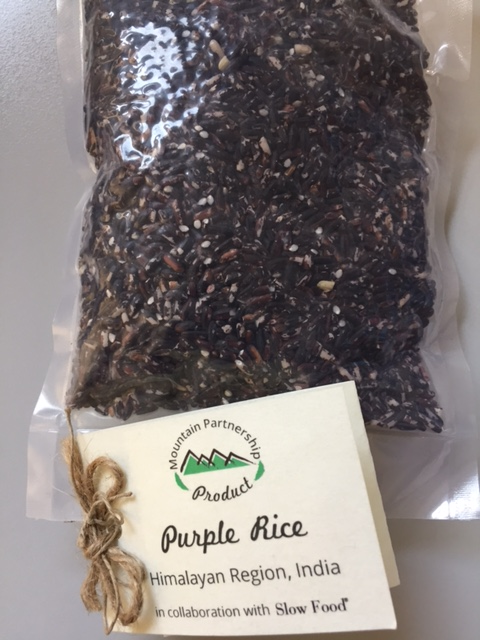 Mountain Partnership
Product
Purple Rice
Himalayan Region, India
in collaboration with Slow Food®